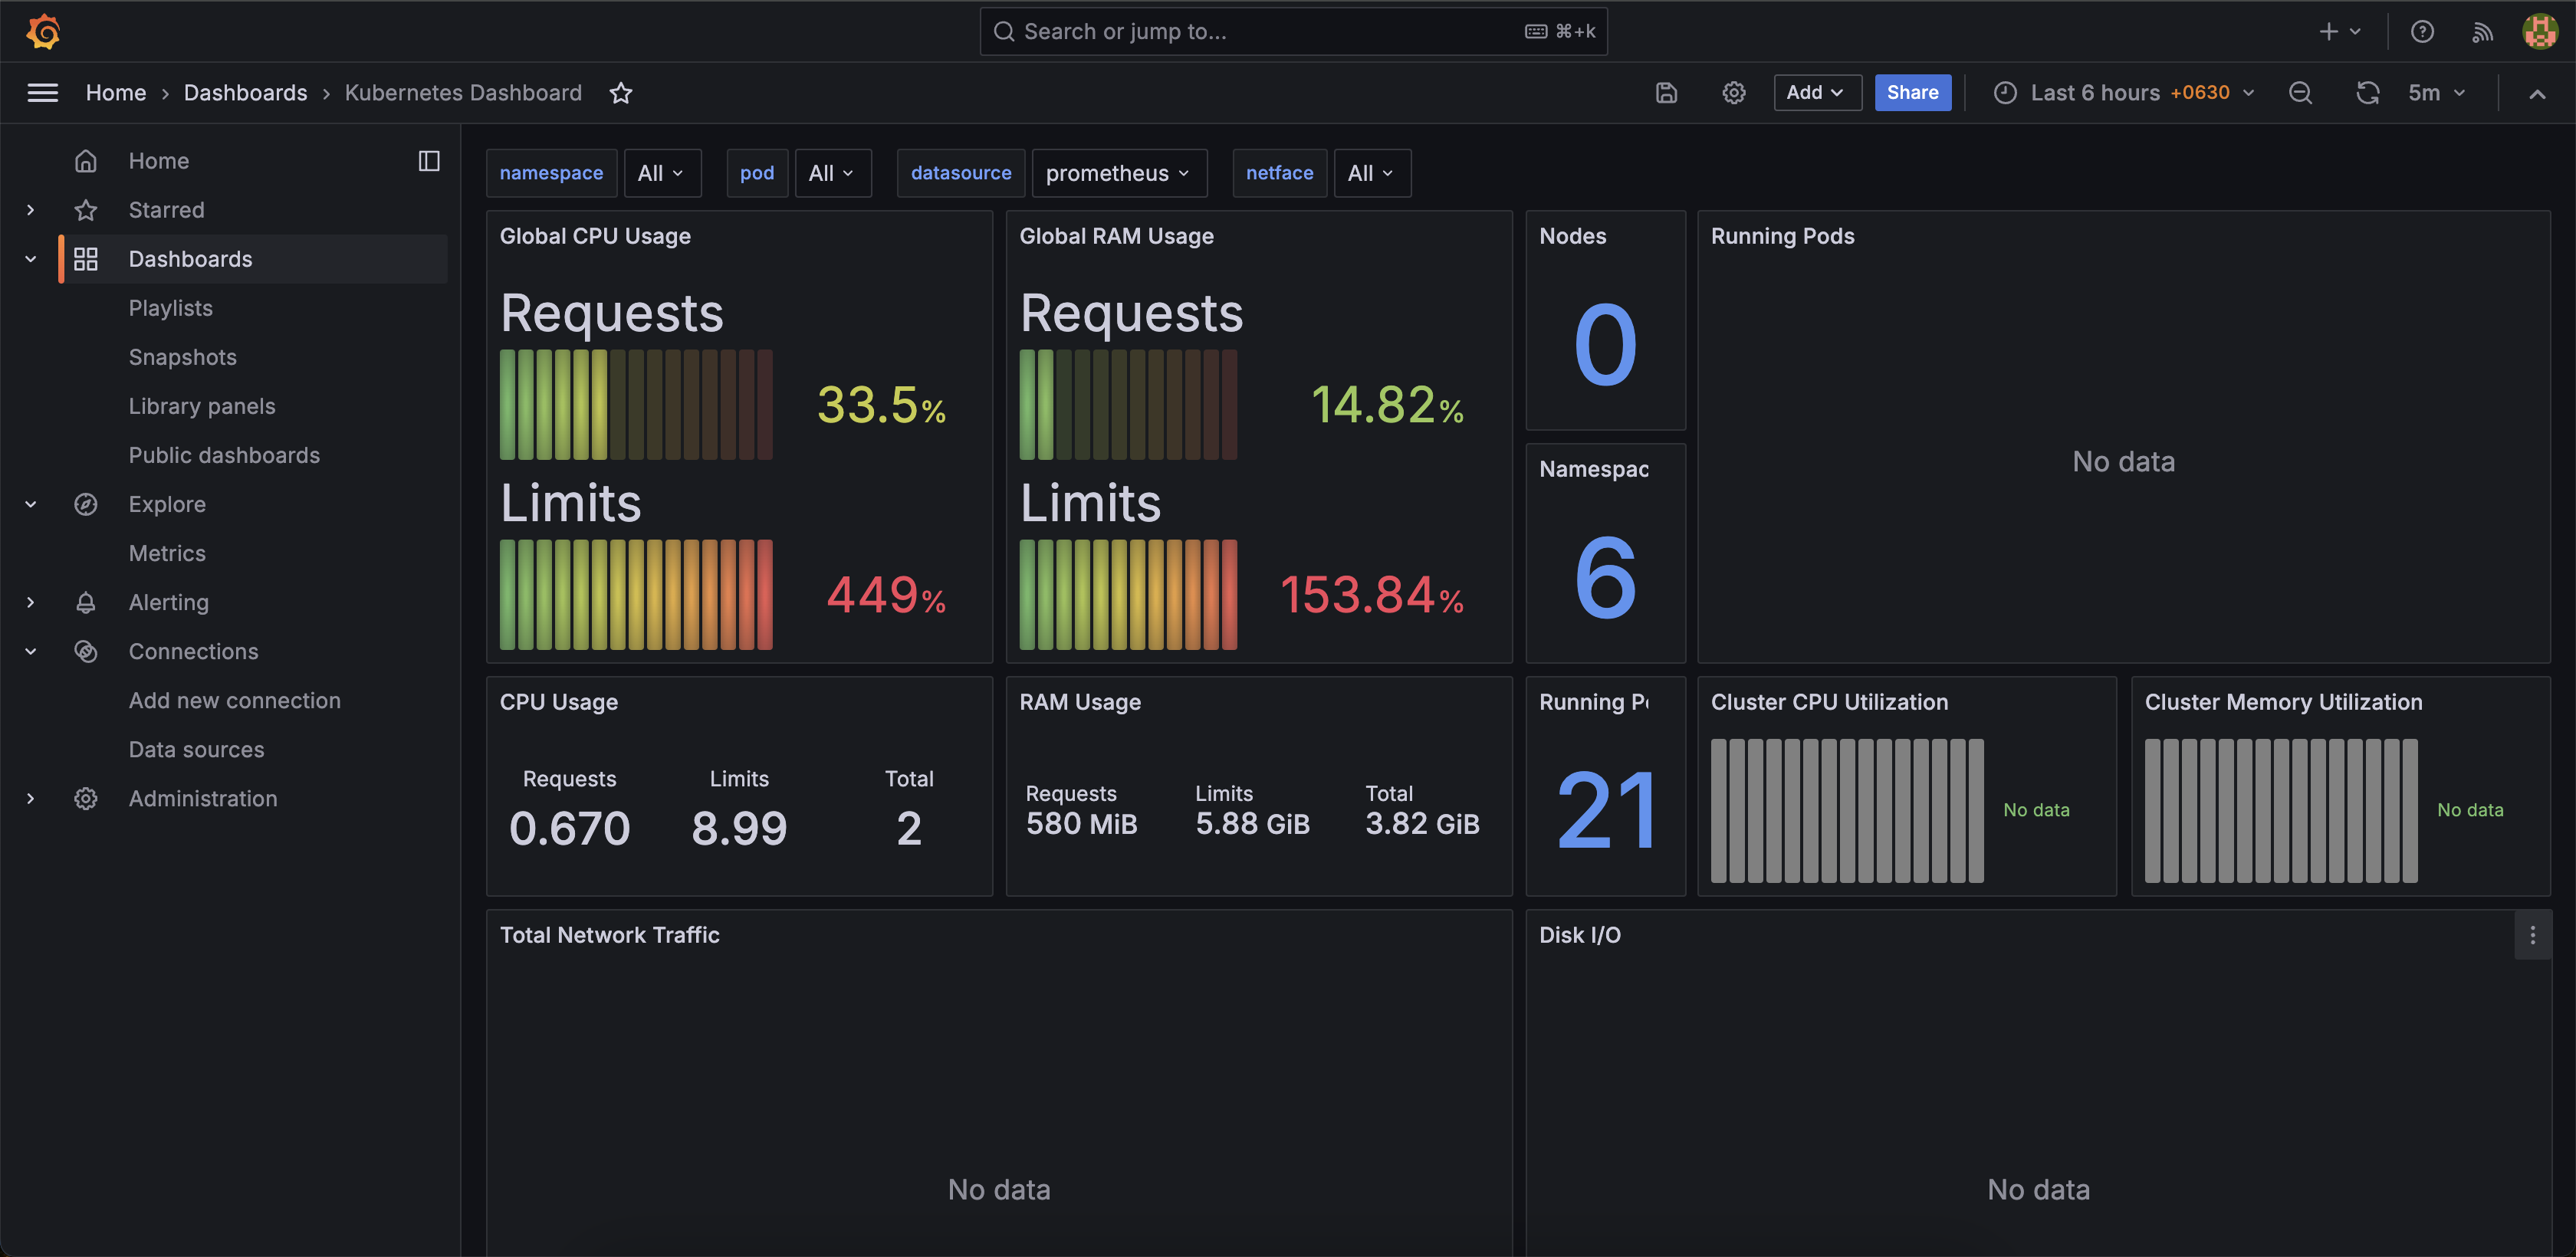 Search or jump to...
⌘+k
Home › Dashboards › Kubernetes Dashboard
Add
Share
Last 6 hours +0630
5m
Home
Starred
Dashboards
Playlists
Snapshots
Library panels
Public dashboards
Explore
Metrics
Alerting
Connections
Add new connection
Data sources
Administration
namespace All pod All datasource prometheus netface All
Global CPU Usage
Requests
33.5%
Limits
449%
Global RAM Usage
Requests
14.82%
Limits
153.84%
Nodes
0
Namespac
6
Running Pods
No data
CPU Usage
Requests Limits Total
0.670 8.99 2
RAM Usage
Requests Limits Total
580 MiB 5.88 GiB 3.82 GiB
Running P
21
Cluster CPU Utilization
No data
Cluster Memory Utilization
No data
Total Network Traffic
No data
Disk I/O
No data